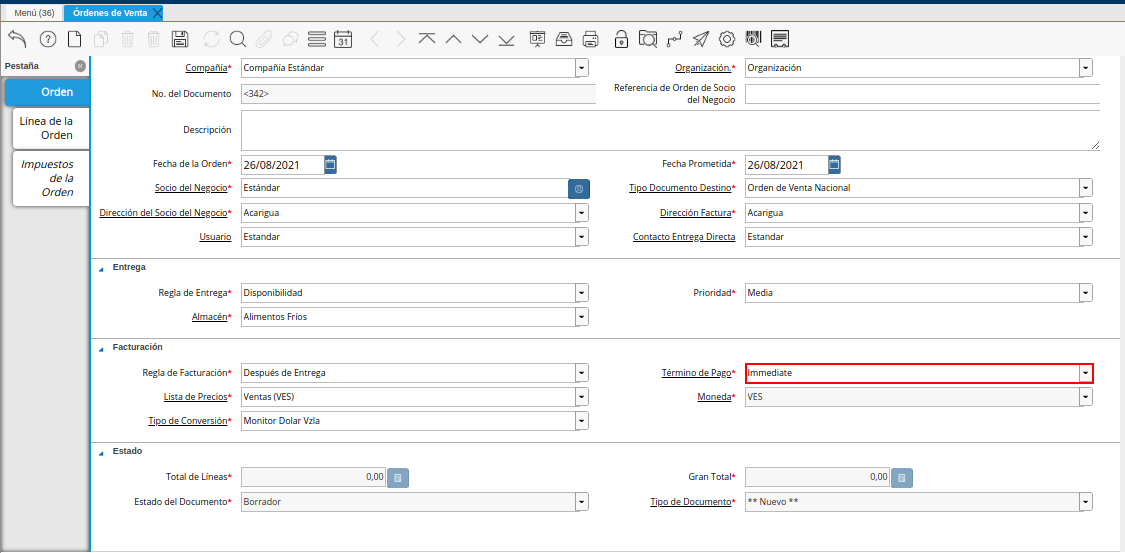 Menú (36) Órdenes de Venta
31
Pestaña
Orden
Línea de la
Orden
Impuestos
de la
Orden
Compañía* Compañía Estándar Organización.* Organización
No. del Documento <342> Referencia de Orden de Socio
del Negocio
Descripción
Fecha de la Orden* 26/08/2021 Fecha Prometida* 26/08/2021
Socio del Negocio* Estándar Tipo Documento Destino* Orden de Venta Nacional
Dirección del Socio del Negocio* Acarigua Dirección Factura* Acarigua
Usuario Estandar Contacto Entrega Directa Estandar
Entrega
Regla de Entrega* Disponibilidad Prioridad* Media
Almacén* Alimentos Fríos
Facturación
Regla de Facturación* Después de Entrega Término de Pago* Immediate
Lista de Precios* Ventas (VES) Moneda* VES
Tipo de Conversión* Monitor Dolar Vzla
Estado
Total de Líneas* 0,00 Gran Total* 0,00
Estado del Documento* Borrador Tipo de Documento* ** Nuevo **